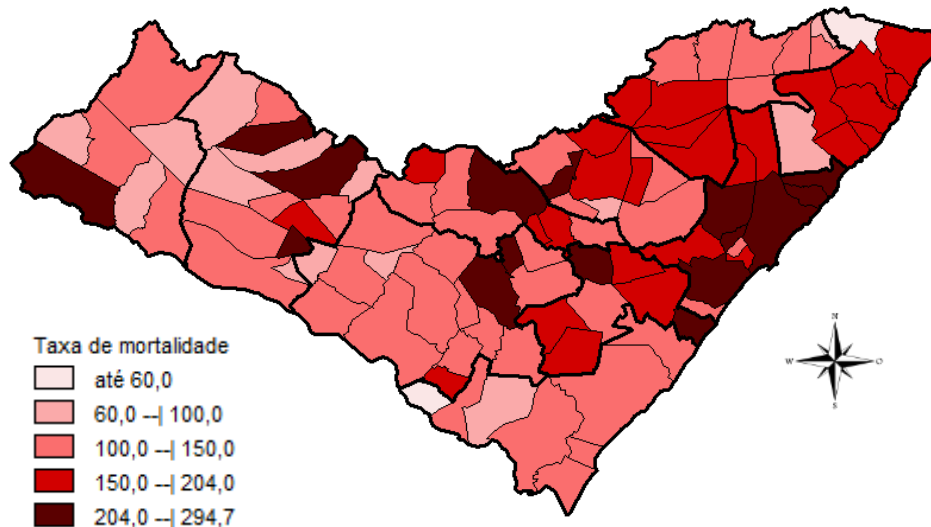 N
W
O
S
Taxa de mortalidade
até 60,0
60,0 --| 100,0
100,0 --| 150,0
150,0 --| 204,0
204,0 --| 294,7